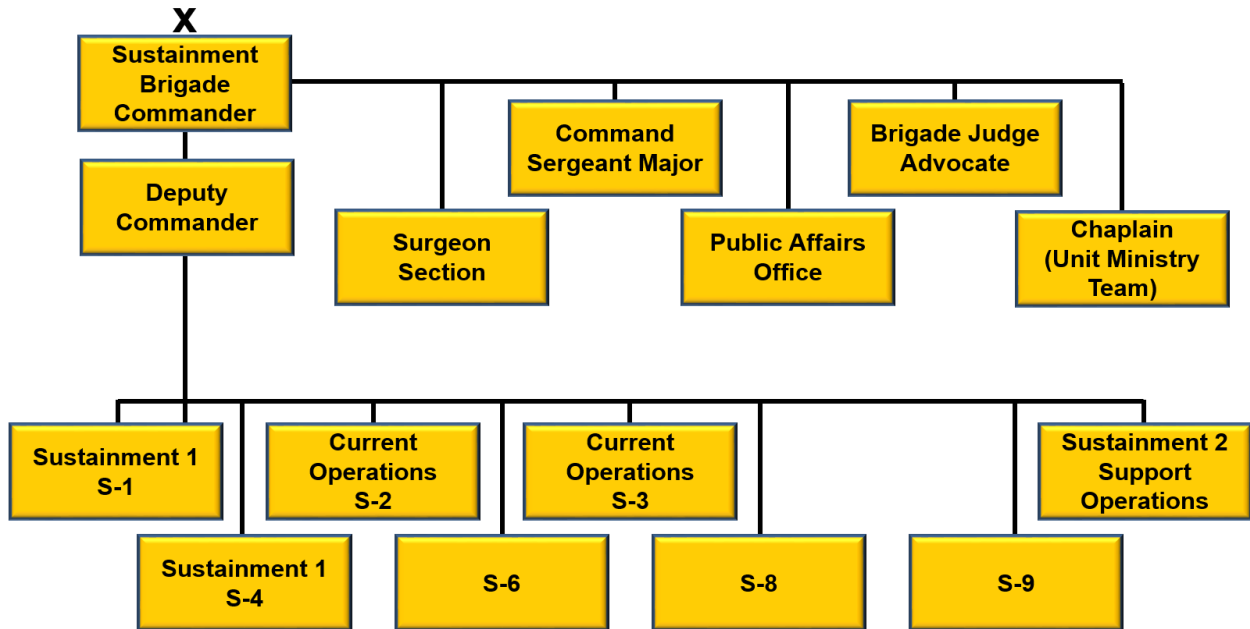 X
Sustainment
Brigade
Commander
Deputy
Commander
Command
Sergeant Major
Brigade Judge
Advocate
Surgeon
Section
Public Affairs
Office
Chaplain
(Unit Ministry
Team)
Sustainment 1
S-1
Current
Operations
S-2
Current
Operations
S-3
Sustainment 2
Support
Operations
Sustainment 1
S-4
S-6
S-8
S-9